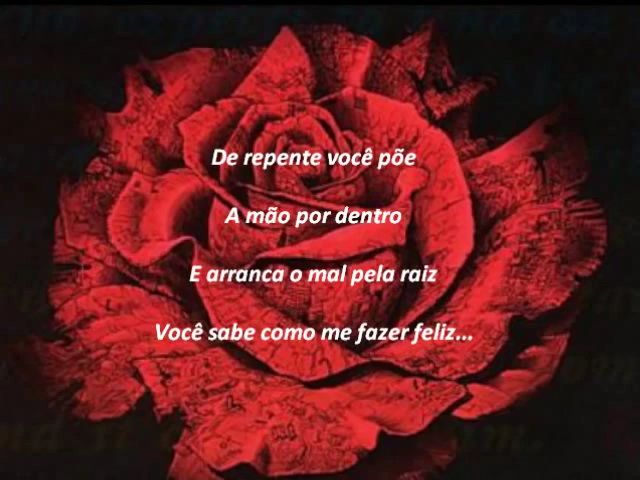 De repente você põe
A mão por dentro
E arranca o mal pela raiz
Você sabe como me fazer feliz...